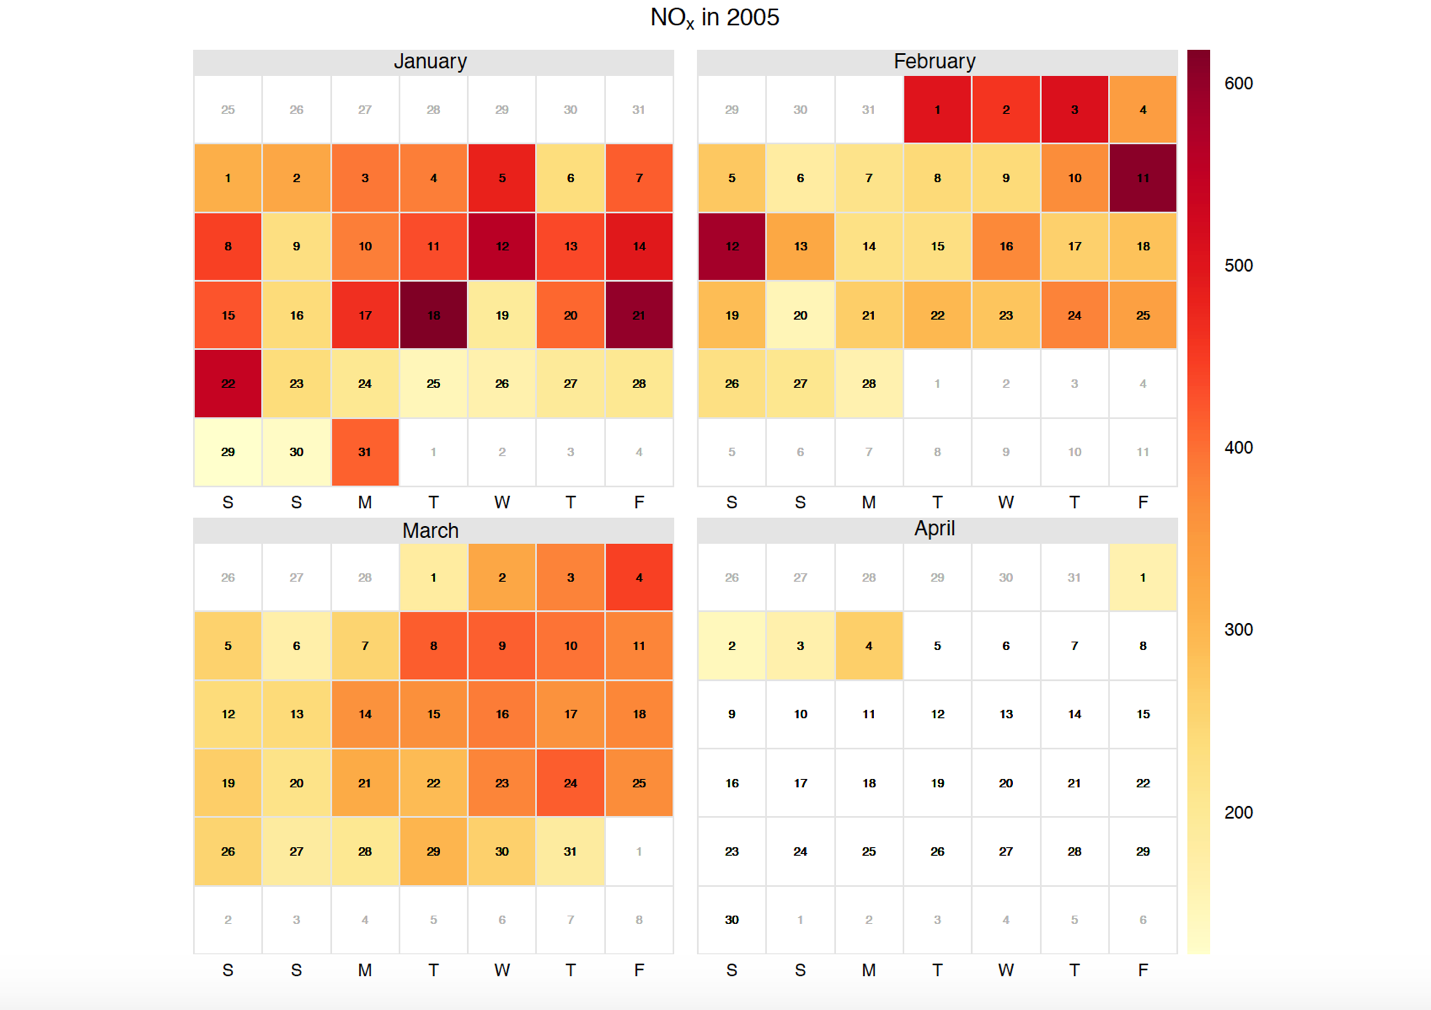 NOx in 2005
January
25 26 27 28 29 30 31
1 2 3 4 5 6 7
8 9 10 11 12 13 14
15 16 17 18 19 20 21
22 23 24 25 26 27 28
29 30 31 1 2 3 4
S S M T W T F
February
29 30 31 1 2 3 4
5 6 7 8 9 10 11
12 13 14 15 16 17 18
19 20 21 22 23 24 25
26 27 28 1 2 3 4
5 6 7 8 9 10 11
S S M T W T F
March
26 27 28 1 2 3 4
5 6 7 8 9 10 11
12 13 14 15 16 17 18
19 20 21 22 23 24 25
26 27 28 29 30 31 1
2 3 4 5 6 7 8
S S M T W T F
April
26 27 28 29 30 31 1
2 3 4 5 6 7 8
9 10 11 12 13 14 15
16 17 18 19 20 21 22
23 24 25 26 27 28 29
30 1 2 3 4 5 6
S S M T W T F
600
500
400
300
200